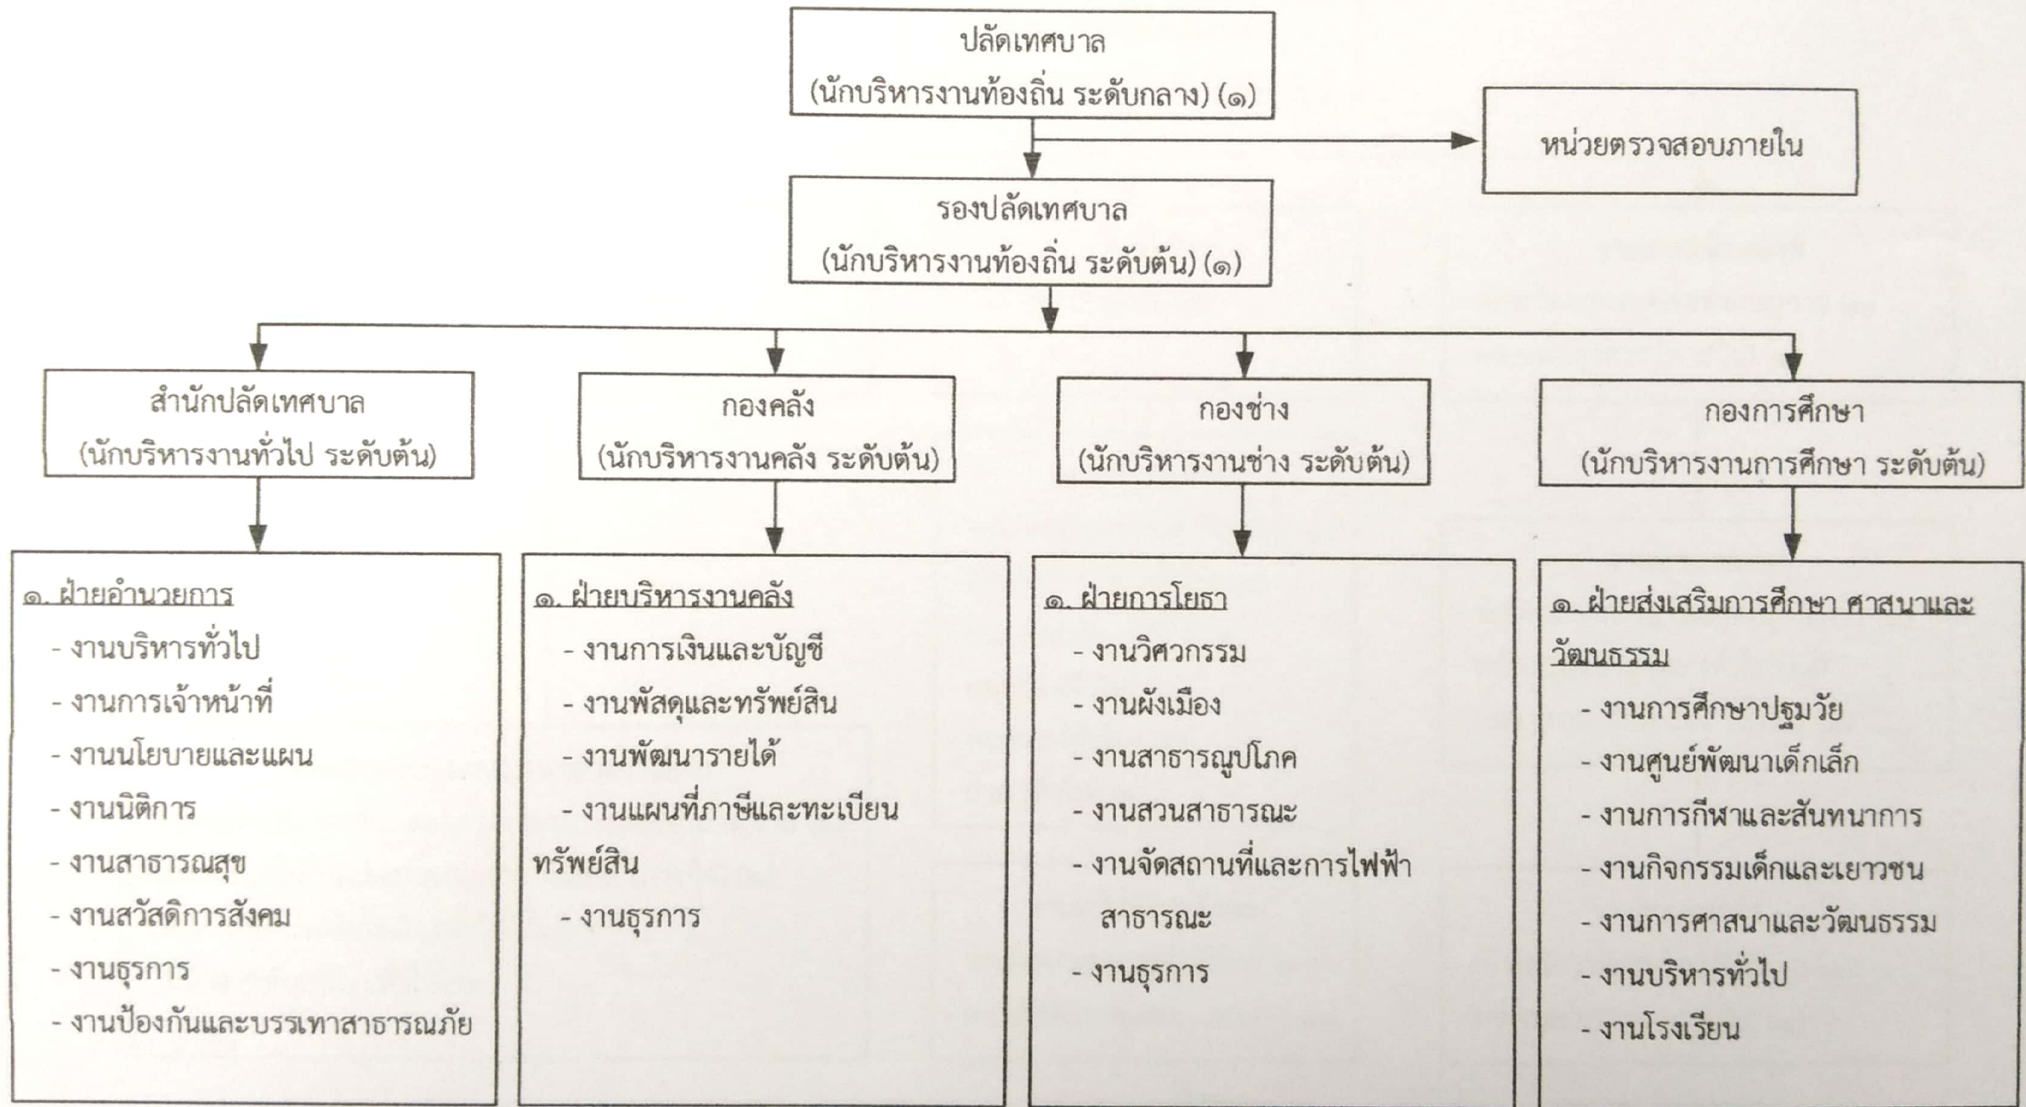 ปลัดเทศบาล
(นักบริหารงานท้องถิ่น ระดับกลาง) (๑)
หน่วยตรวจสอบภายใน
รองปลัดเทศบาล
(นักบริหารงานท้องถิ่น ระดับต้น) (๑)
สำนักปลัดเทศบาล
(นักบริหารงานทั่วไป ระดับต้น)
กองคลัง
(นักบริหารงานคลัง ระดับต้น)
กองช่าง
(นักบริหารงานช่าง ระดับต้น)
กองการศึกษา
(นักบริหารงานการศึกษา ระดับต้น)
๑. ฝ่ายอำนวยการ
- งานบริหารทั่วไป
- งานการเจ้าหน้าที่
- งานนโยบายและแผน
- งานนิติการ
- งานสาธารณสุข
- งานสวัสดิการสังคม
- งานธุรการ
- งานป้องกันและบรรเทาสาธารณภัย
๑. ฝ่ายบริหารงานคลัง
- งานการเงินและบัญชี
- งานพัสดุและทรัพย์สิน
- งานพัฒนารายได้
- งานแผนที่ภาษีและทะเบียน
ทรัพย์สิน
- งานธุรการ
๑. ฝ่ายการโยธา
- งานวิศวกรรม
- งานผังเมือง
- งานสาธารณูปโภค
- งานสวนสาธารณะ
- งานจัดสถานที่และการไฟฟ้า
สาธารณะ
- งานธุรการ
๑. ฝ่ายส่งเสริมการศึกษา ศาสนาและ
วัฒนธรรม
- งานการศึกษาปฐมวัย
- งานศูนย์พัฒนาเด็กเล็ก
- งานการกีฬาและสันทนาการ
- งานกิจกรรมเด็กและเยาวชน
- งานการศาสนาและวัฒนธรรม
- งานบริหารทั่วไป
- งานโรงเรียน